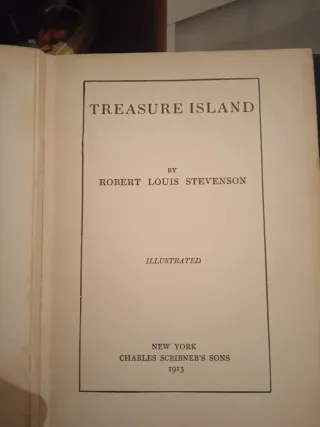 TREASURE ISLAND
BY
ROBERT LOUIS STEVENSON
ILLUSTRATED
NEW YORK
CHARLES SCRIBNER'S SONS
1913